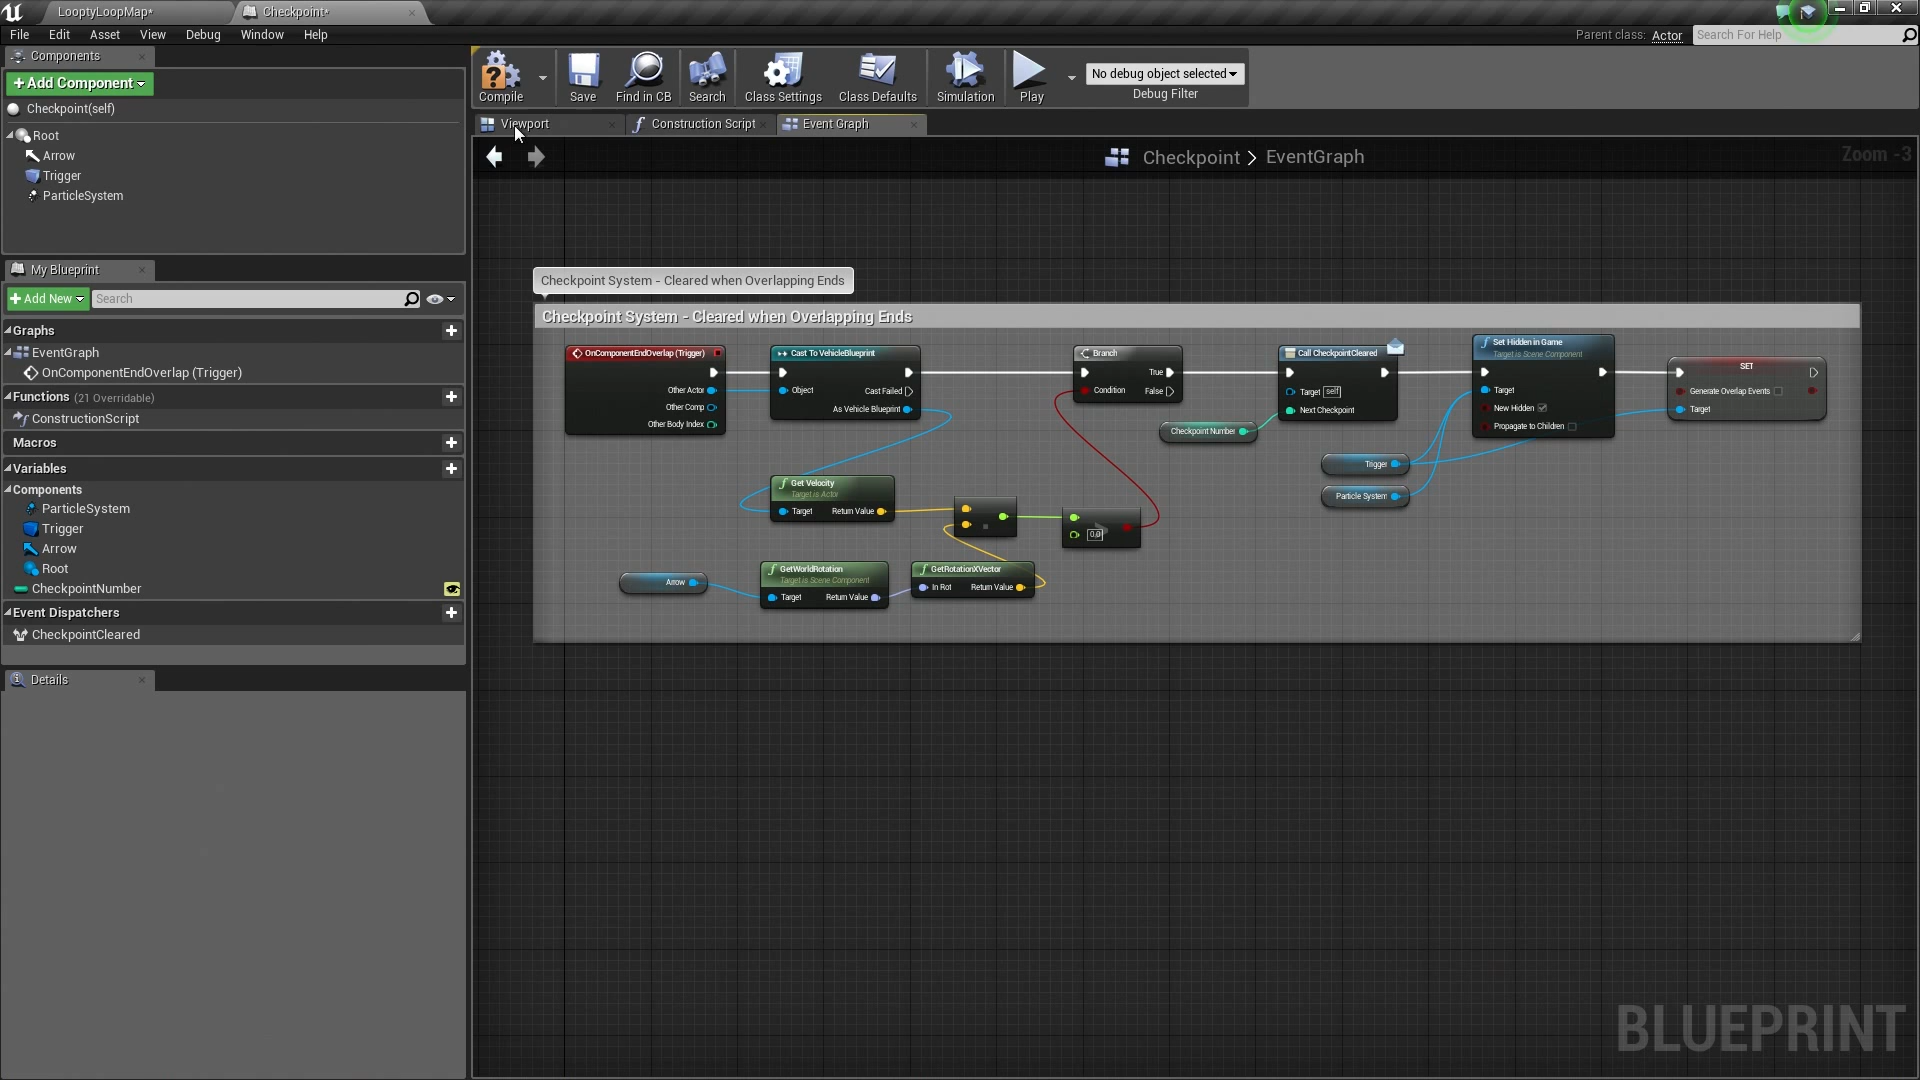 LooptyLoopMap*
Checkpoint*
File Edit Asset View Debug Window Help
Parent class: Actor
Search For Help
Components
+Add Component
Checkpoint(self)
Root
Arrow
Trigger
ParticleSystem
Compile
Save
Find in CB
Search
Class Settings
Class Defaults
Simulation
Play
No debug object selected
Debug Filter
Viewport
Construction Script
Event Graph
Checkpoint > EventGraph
Zoom -3
My Blueprint
+Add New
Search
Graphs
EventGraph
OnComponentEndOverlap (Trigger)
Functions (21 Overridable)
ConstructionScript
Macros
Variables
Components
ParticleSystem
Trigger
Arrow
Root
CheckpointNumber
Event Dispatchers
CheckpointCleared
Details
Checkpoint System - Cleared when Overlapping Ends
Checkpoint System - Cleared when Overlapping Ends
OnComponentEndOverlap (Trigger)
Other Actor
Other Comp
Other Body Index
Cast To VehicleBlueprint
Object
Cast Failed
As Vehicle Blueprint
Branch
True
Condition
False
Call CheckpointCleared
Target self
Next Checkpoint
Checkpoint Number
Set Hidden in Game
Target is Scene Component
Target
New Hidden
Propagate to Children
SET
Generate Overlap Events
Target
Trigger
Particle System
Get Velocity
Target is Actor
Target
Return Value
>
0.0
Arrow
GetWorldRotation
Target is Scene Component
Target
Return Value
GetRotationXVector
In Rot
Return Value
BLUEPRINT